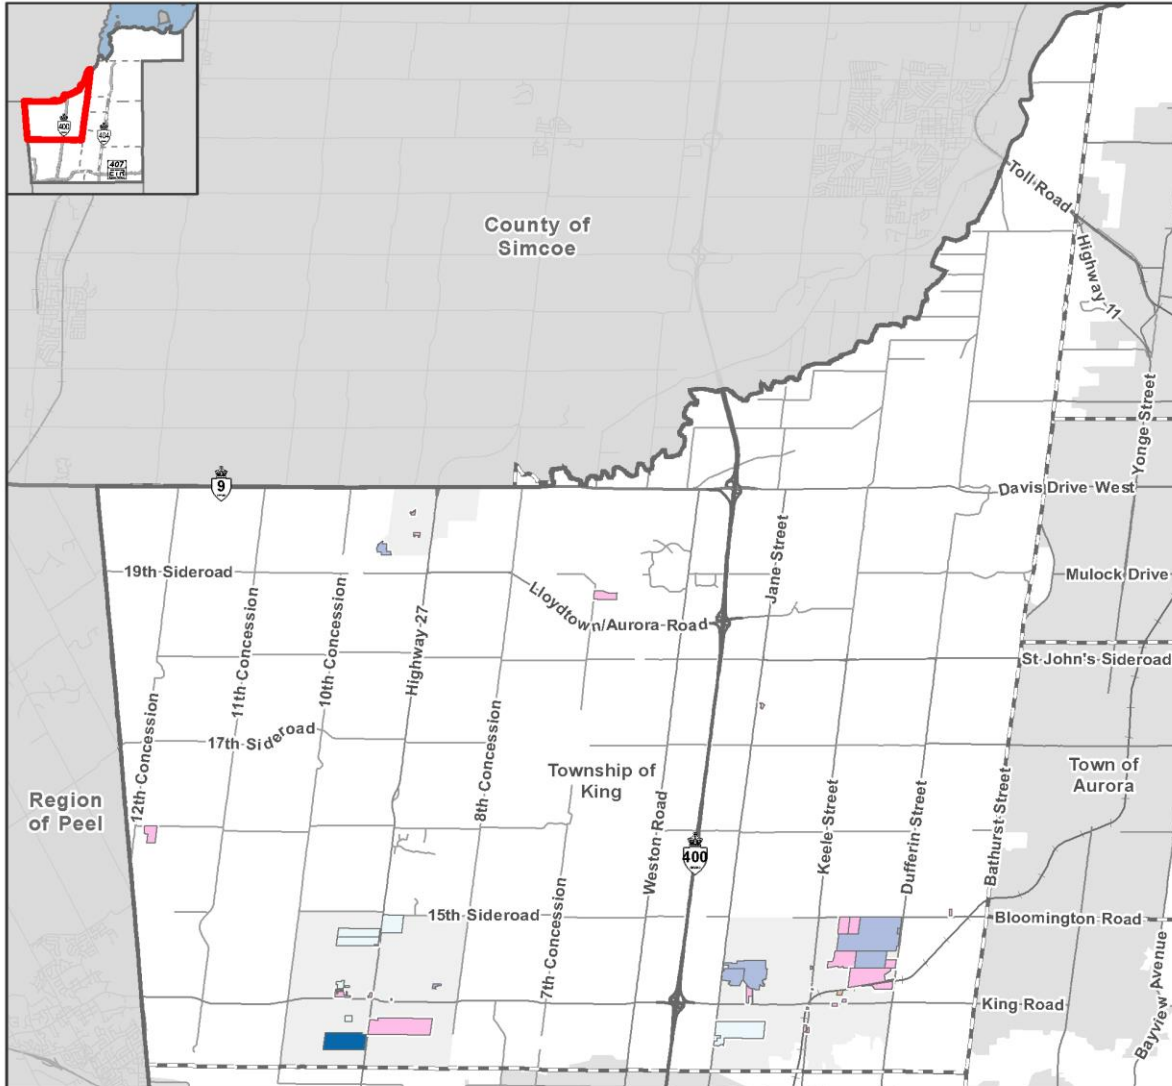 400
404
407
ETR
County of
Simcoe
Toll Road
Highway 11
Yonge Street
9
Davis Drive West
19th Sideroad
Lloydtown/Aurora Road
Jane Street
Mulock Drive
St John's Sideroad
12th Concession
11th Concession
10th Concession
Highway 27
8th Concession
17th Sideroad
Region
of Peel
Township of
King
Town of
Aurora
Weston Road
400
Keele Street
Dufferin Street
Bathurst Street
15th Sideroad
7th Concession
Bloomington Road
King Road
Bayview Avenue